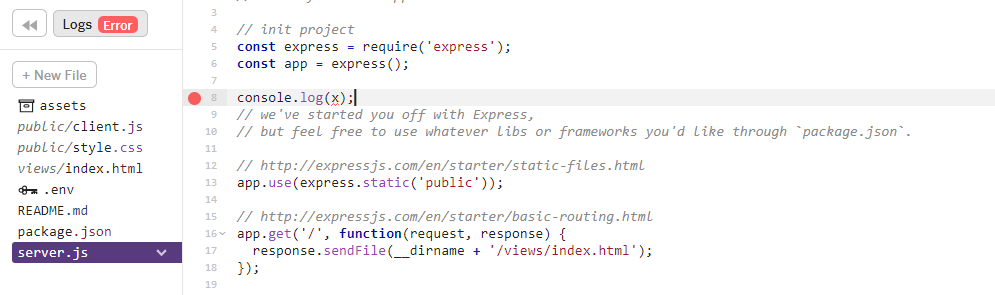 Logs Error
+ New File
assets
public/client.js
public/style.css
views/index.html
.env
README.md
package.json
server.js
3
4 // init project
5 const express = require('express');
6 const app = express();
7
8 console.log(x);
9 // we've started you off with Express,
10 // but feel free to use whatever libs or frameworks you'd like through `package.json`.
11
12 // http://expressjs.com/en/starter/static-files.html
13 app.use(express.static('public'));
14
15 // http://expressjs.com/en/starter/basic-routing.html
16 app.get('/', function(request, response) {
17 response.sendFile(__dirname + '/views/index.html');
18 });
19